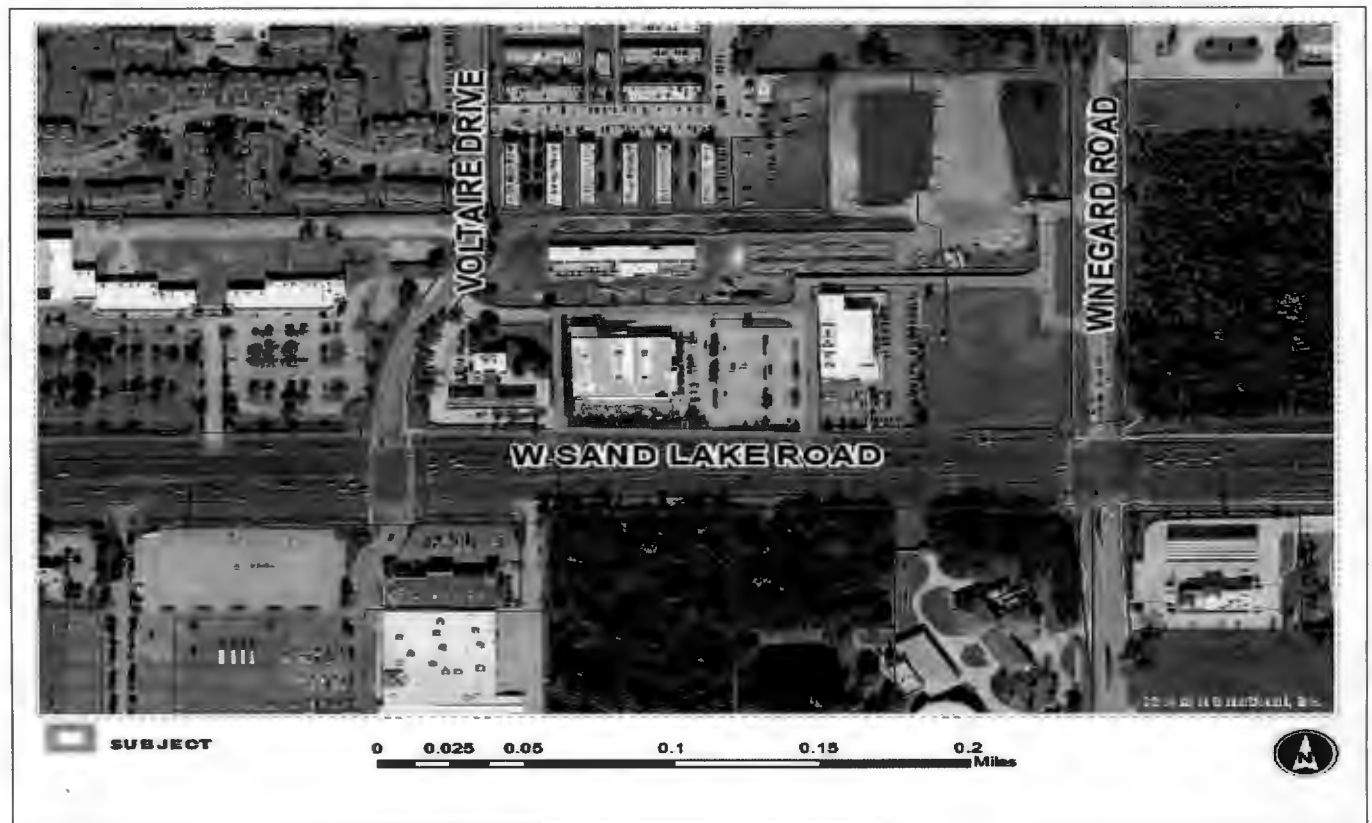 VOLTAIRE DRIVE
WINEGARD ROAD
W SAND LAKE ROAD
SUBJECT
0 0.025 0.05 0.1 0.15 0.2
Miles
N